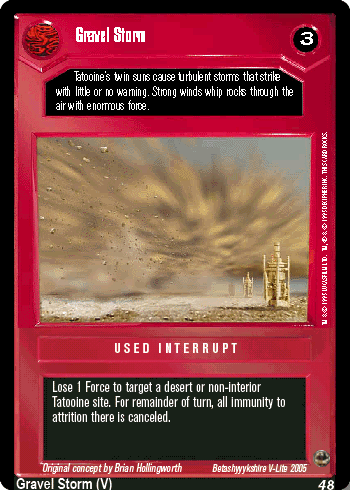 Gravel Storm
3
Tatooine's twin suns cause turbulent storms that strike
with little or no warning. Strong winds whip rocks through the
air with enormous force.
USED INTERRUPT
Lose 1 Force to target a desert or non-interior
Tatooine site. For remainder of turn, all immunity to
attrition there is canceled.
Original concept by Brian Hollingworth
Betashyyykshire V-Lite 2005
Gravel Storm (V)
48